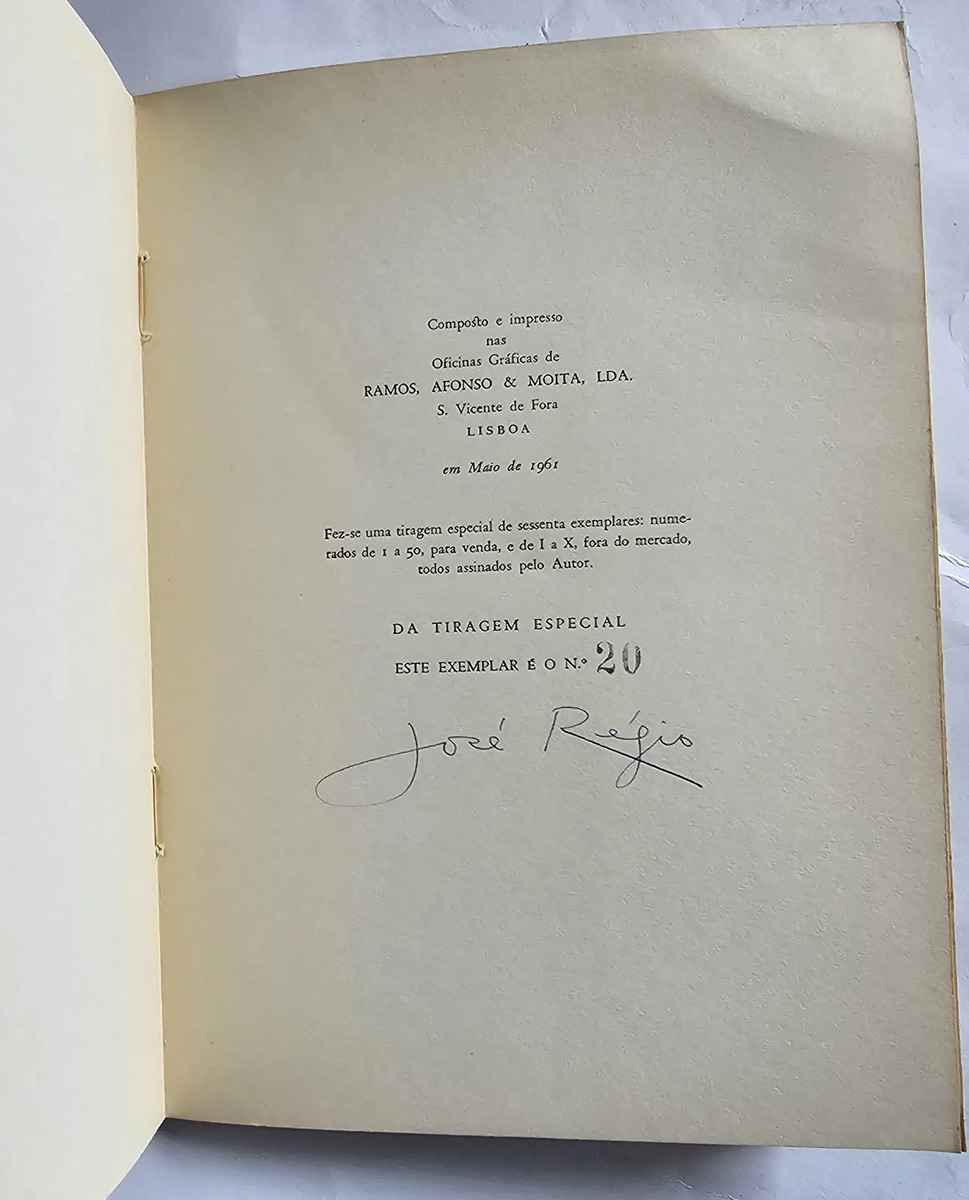 Composto e impresso
nas
Oficinas Gráficas de
RAMOS, AFONSO & MOITA, LDA.
S. Vicente de Fora
LISBOA
em Maio de 1961
Fez-se uma tiragem especial de sessenta exemplares: nume-
rados de 1 a 50, para venda, e de I a X, fora do mercado,
todos assinados pelo Autor.
DA TIRAGEM ESPECIAL
ESTE EXEMPLAR É O N.º 20
José Régio